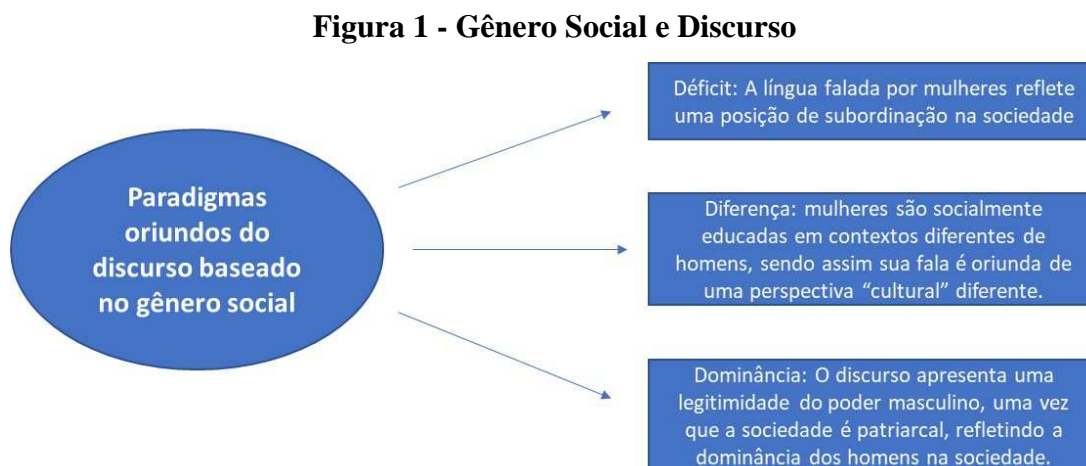 Figura 1 - Gênero Social e Discurso
Paradigmas
oriundos do
discurso baseado
no gênero social
Déficit: A língua falada por mulheres reflete
uma posição de subordinação na sociedade
Diferença: mulheres são socialmente
educadas em contextos diferentes de
homens, sendo assim sua fala é oriunda de
uma perspectiva “cultural” diferente.
Dominância: O discurso apresenta uma
legitimidade do poder masculino, uma vez
que a sociedade é patriarcal, refletindo a
dominância dos homens na sociedade.